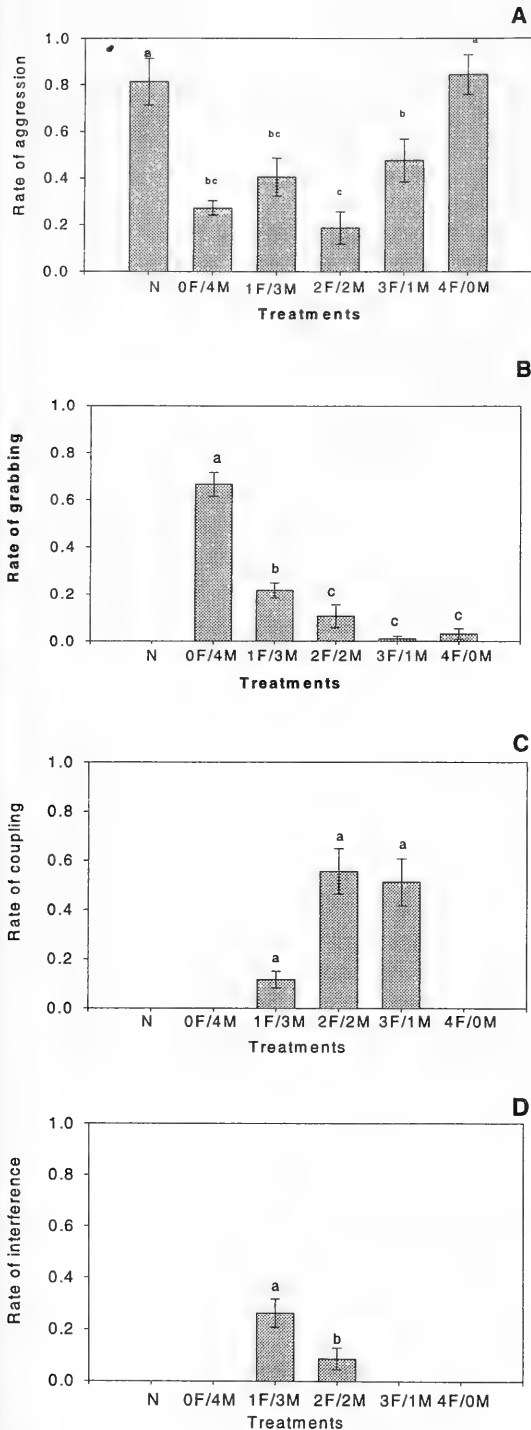 A
1.0
a
a
0.8
0.6
b
bc
0.4
bc
c
0.2
0.0
Rate of aggression
N 0F/4M 1F/3M 2F/2M 3F/1M 4F/0M
Treatments
B
1.0
0.8
a
0.6
0.4
b
0.2
c
c
c
0.0
Rate of grabbing
N 0F/4M 1F/3M 2F/2M 3F/1M 4F/0M
Treatments
C
1.0
0.8
a
a
0.6
0.4
0.2
a
0.0
Rate of coupling
N 0F/4M 1F/3M 2F/2M 3F/1M 4F/0M
Treatments
D
1.0
0.8
0.6
0.4
a
0.2
b
0.0
Rate of interference
N 0F/4M 1F/3M 2F/2M 3F/1M 4F/0M
Treatments